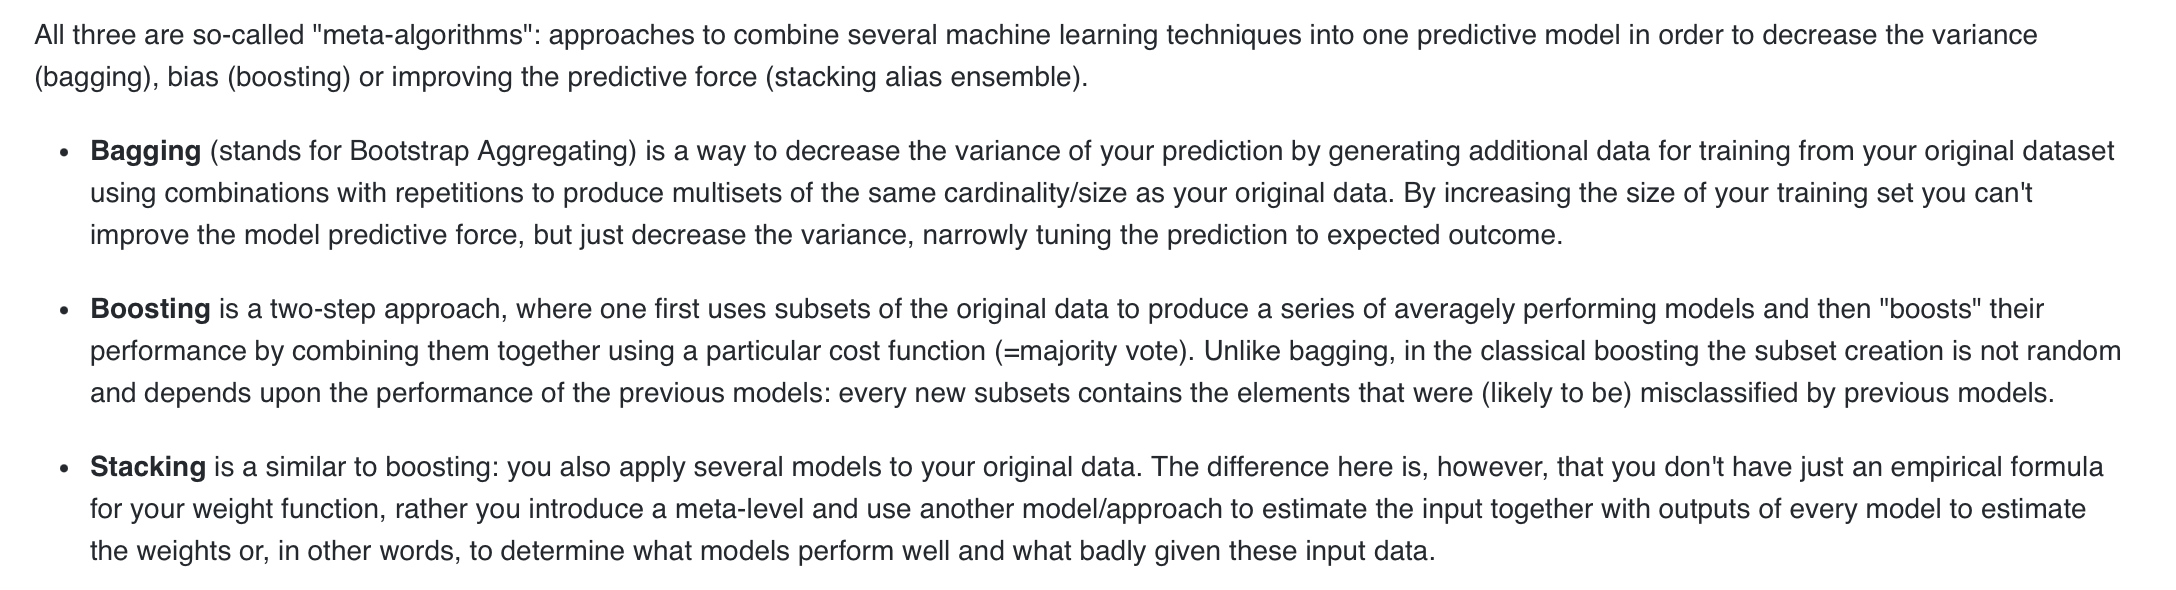 All three are so-called "meta-algorithms": approaches to combine several machine learning techniques into one predictive model in order to decrease the variance
(bagging), bias (boosting) or improving the predictive force (stacking alias ensemble).
• Bagging (stands for Bootstrap Aggregating) is a way to decrease the variance of your prediction by generating additional data for training from your original dataset
using combinations with repetitions to produce multisets of the same cardinality/size as your original data. By increasing the size of your training set you can't
improve the model predictive force, but just decrease the variance, narrowly tuning the prediction to expected outcome.
• Boosting is a two-step approach, where one first uses subsets of the original data to produce a series of averagely performing models and then "boosts" their
performance by combining them together using a particular cost function (=majority vote). Unlike bagging, in the classical boosting the subset creation is not random
and depends upon the performance of the previous models: every new subsets contains the elements that were (likely to be) misclassified by previous models.
• Stacking is a similar to boosting: you also apply several models to your original data. The difference here is, however, that you don't have just an empirical formula
for your weight function, rather you introduce a meta-level and use another model/approach to estimate the input together with outputs of every model to estimate
the weights or, in other words, to determine what models perform well and what badly given these input data.